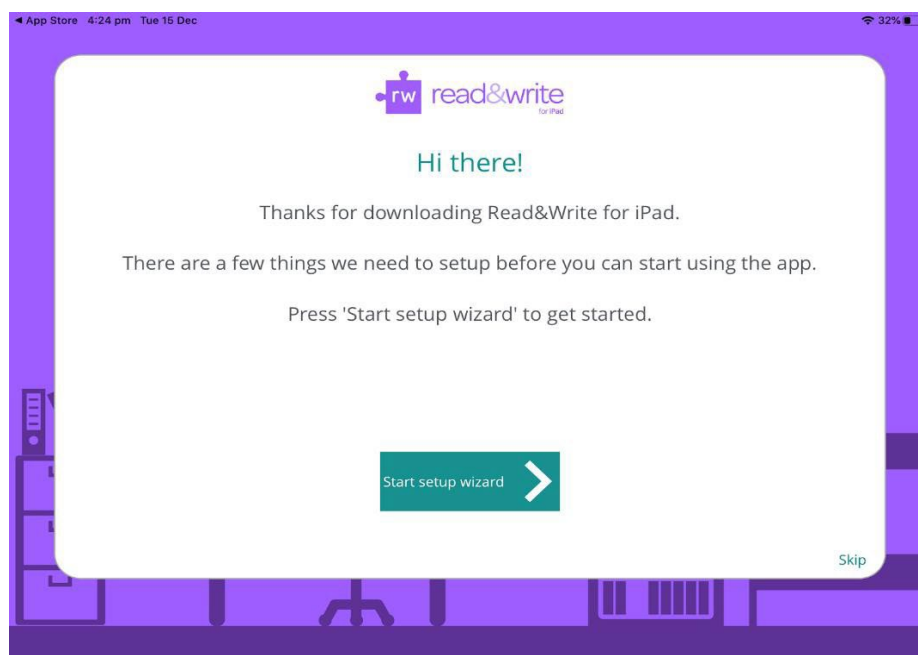 ◀ App Store 4:24 pm Tue 15 Dec 32%
rw read&write
for iPad
Hi there!
Thanks for downloading Read&Write for iPad.
There are a few things we need to setup before you can start using the app.
Press 'Start setup wizard' to get started.
Start setup wizard
Skip